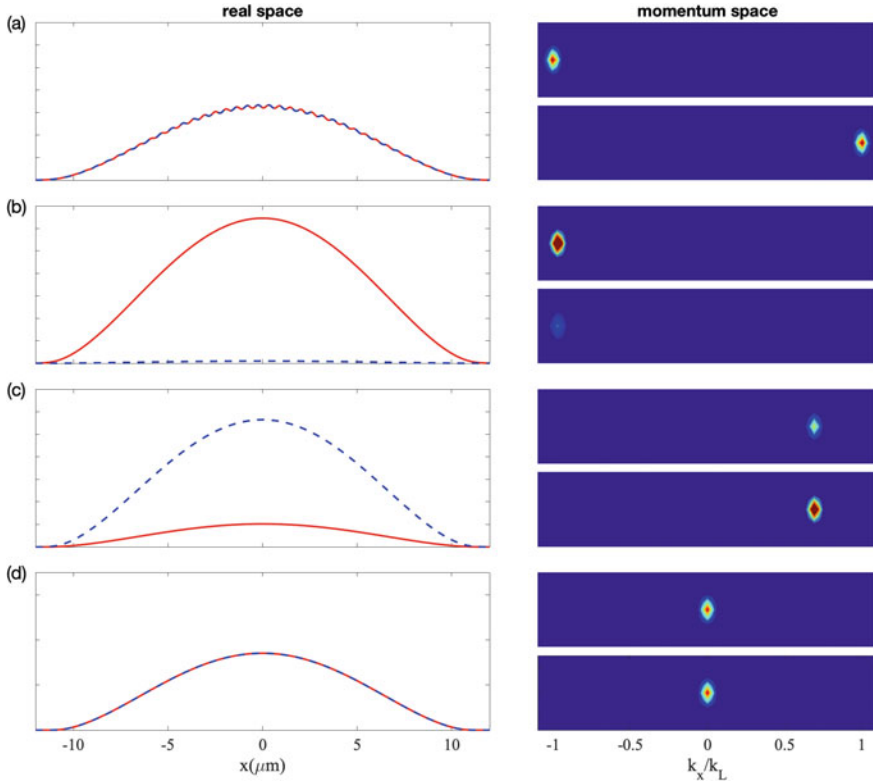 real space
momentum space
(a)
(b)
(c)
(d)
-10 -5 0 5 10
x(μm)
-1 -0.5 0 0.5 1
k_x/k_L